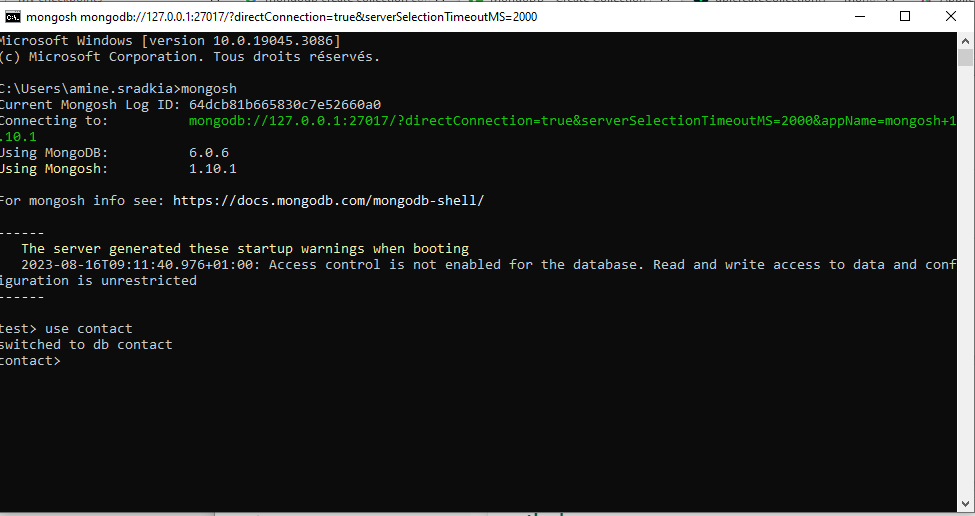 mongosh mongodb://127.0.0.1:27017/?directConnection=true&serverSelectionTimeoutMS=2000
Microsoft Windows [version 10.0.19045.3086]
(c) Microsoft Corporation. Tous droits réservés.
C:\Users\amine.sradkia>mongosh
Current Mongosh Log ID: 64dcb81b665830c7e52660a0
Connecting to: mongodb://127.0.0.1:27017/?directConnection=true&serverSelectionTimeoutMS=2000&appName=mongosh+1
.10.1
Using MongoDB: 6.0.6
Using Mongosh: 1.10.1
For mongosh info see: https://docs.mongodb.com/mongodb-shell/
------
The server generated these startup warnings when booting
2023-08-16T09:11:40.976+01:00: Access control is not enabled for the database. Read and write access to data and conf
iguration is unrestricted
------
test> use contact
switched to db contact
contact>